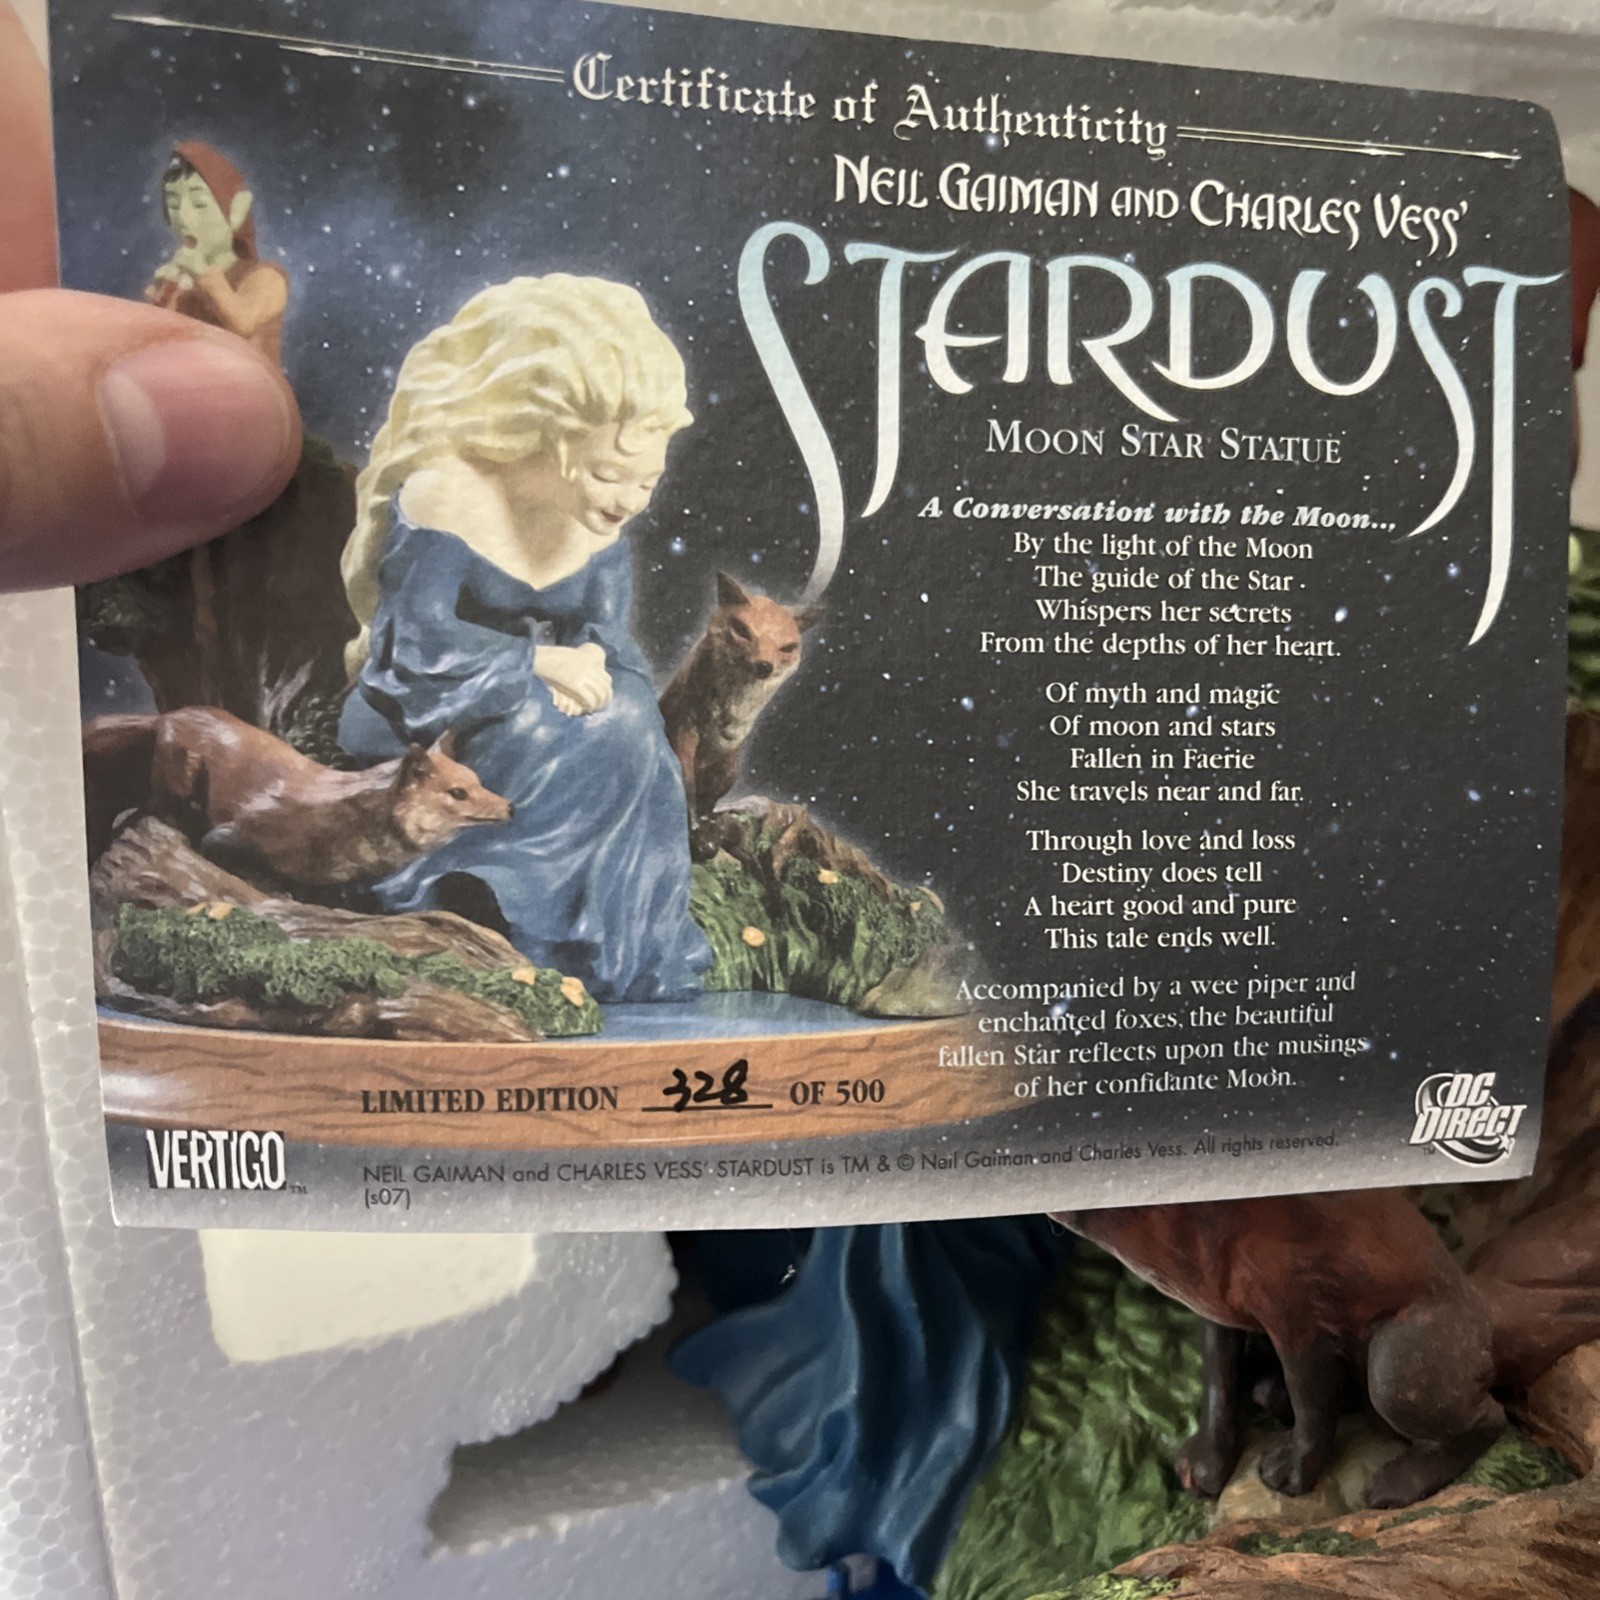 Certificate of Authenticity
NEIL GAIMAN AND CHARLES VESS'
STARDUST
MOON STAR STATUE
A Conversation with the Moon...
By the light of the Moon
The guide of the Star
Whispers her secrets
From the depths of her heart.
Of myth and magic
Of moon and stars
Fallen in Faerie
She travels near and far.
Through love and loss
Destiny does tell
A heart good and pure
This tale ends well.
Accompanied by a wee piper and
enchanted foxes, the beautiful
fallen Star reflects upon the musings
of her confidante Moon.
LIMITED EDITION 328 OF 500
VERTIGO™
DC
DIRECT™
NEIL GAIMAN and CHARLES VESS' STARDUST is TM & © Neil Gaiman and Charles Vess. All rights reserved.
(s07)